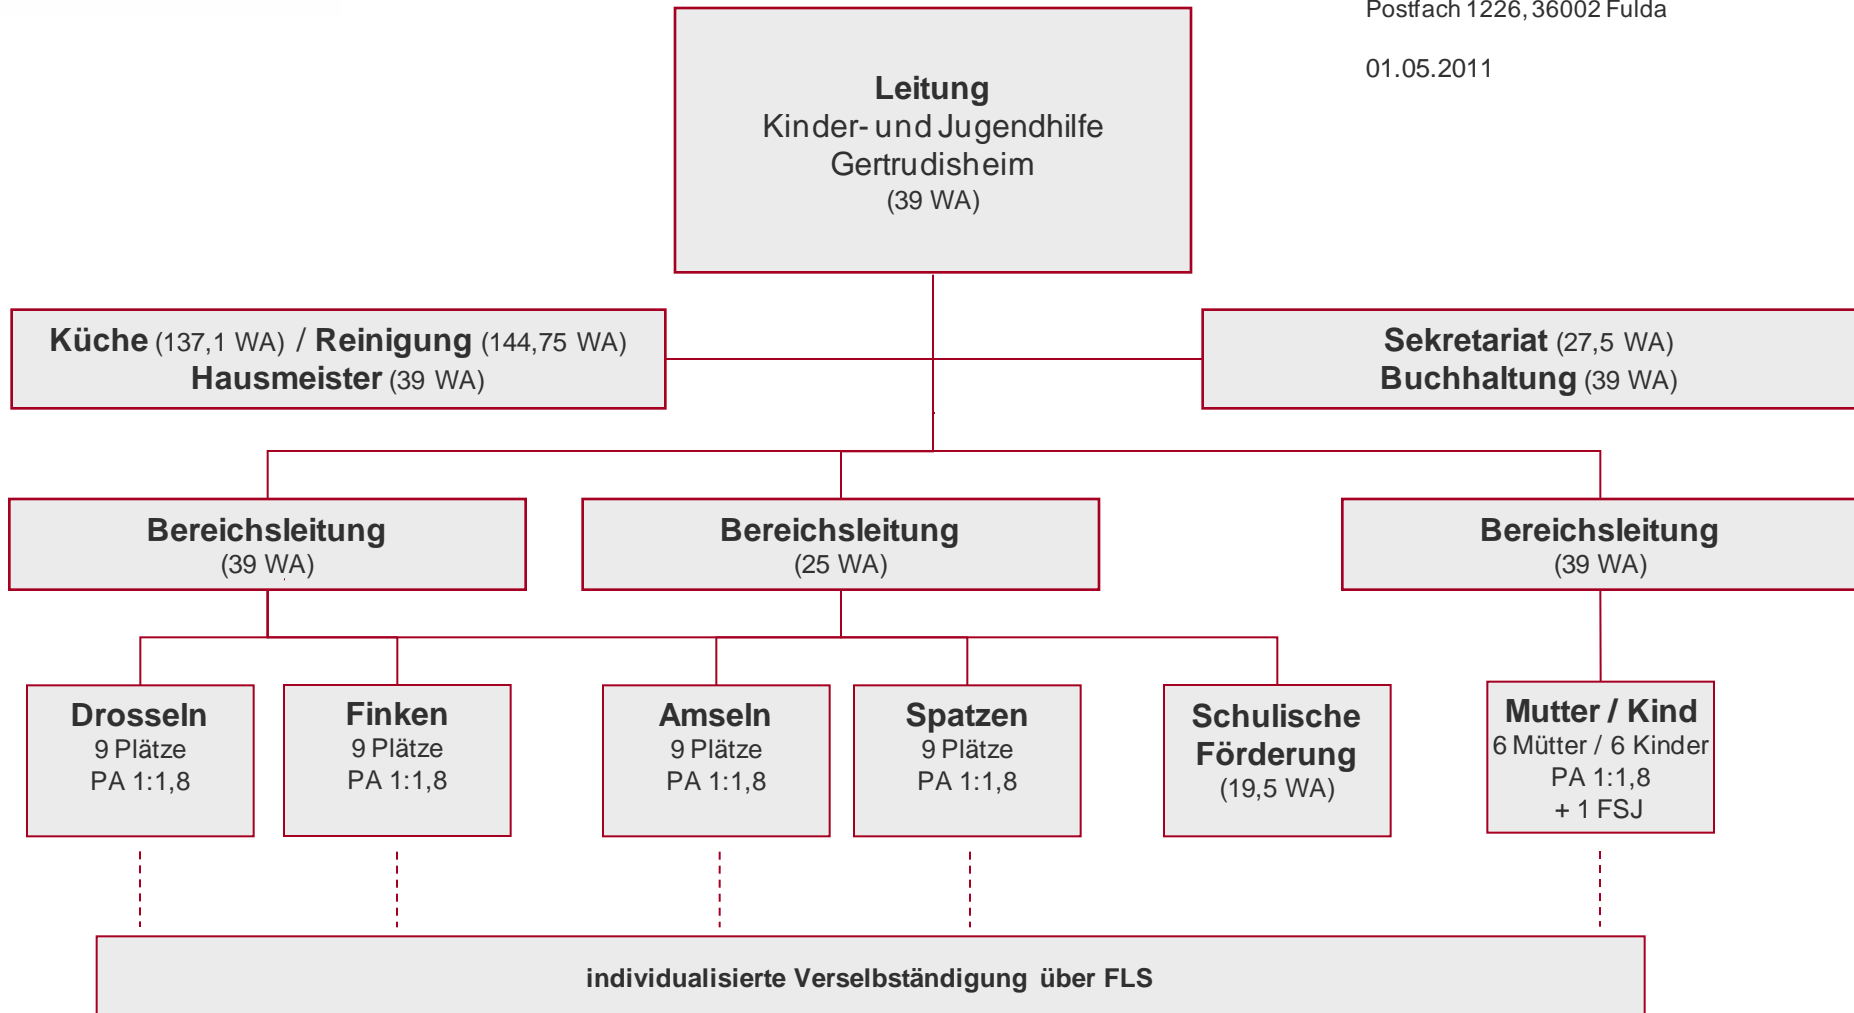 Postfach 1226, 36002 Fulda
01.05.2011
Leitung
Kinder- und Jugendhilfe
Gertrudisheim
(39 WA)
Küche (137,1 WA) / Reinigung (144,75 WA)
Hausmeister (39 WA)
Sekretariat (27,5 WA)
Buchhaltung (39 WA)
Bereichsleitung
(39 WA)
Bereichsleitung
(25 WA)
Bereichsleitung
(39 WA)
Drosseln
9 Plätze
PA 1:1,8
Finken
9 Plätze
PA 1:1,8
Amseln
9 Plätze
PA 1:1,8
Spatzen
9 Plätze
PA 1:1,8
Schulische
Förderung
(19,5 WA)
Mutter / Kind
6 Mütter / 6 Kinder
PA 1:1,8
+ 1 FSJ
individualisierte Verselbständigung über FLS